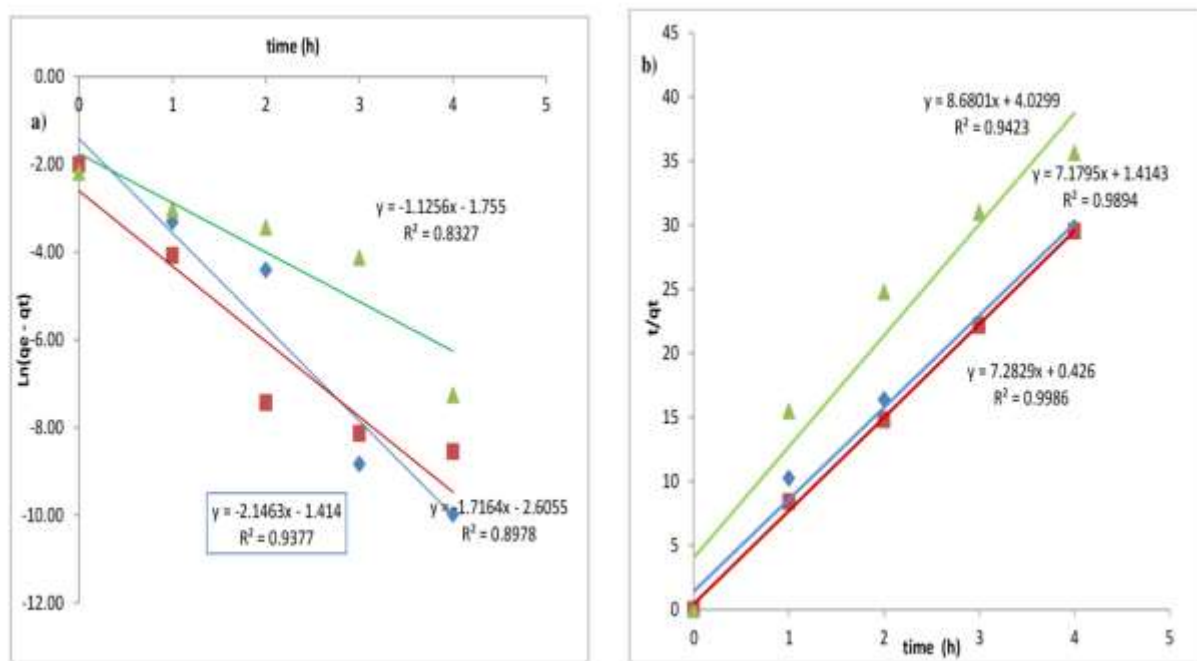 time (h)
0.00
0 1 2 3 4 5
a)
-2.00
-4.00
-6.00
-8.00
-10.00
-12.00
Ln(qe - qt)
y = -1.1256x - 1.755
R² = 0.8327
y = -2.1463x - 1.414
R² = 0.9377
y = -1.7164x - 2.6055
R² = 0.8978
b)
45
40
35
30
25
20
15
10
5
0
t/qt
y = 8.6801x + 4.0299
R² = 0.9423
y = 7.1795x + 1.4143
R² = 0.9894
y = 7.2829x + 0.426
R² = 0.9986
0 1 2 3 4 5
time (h)